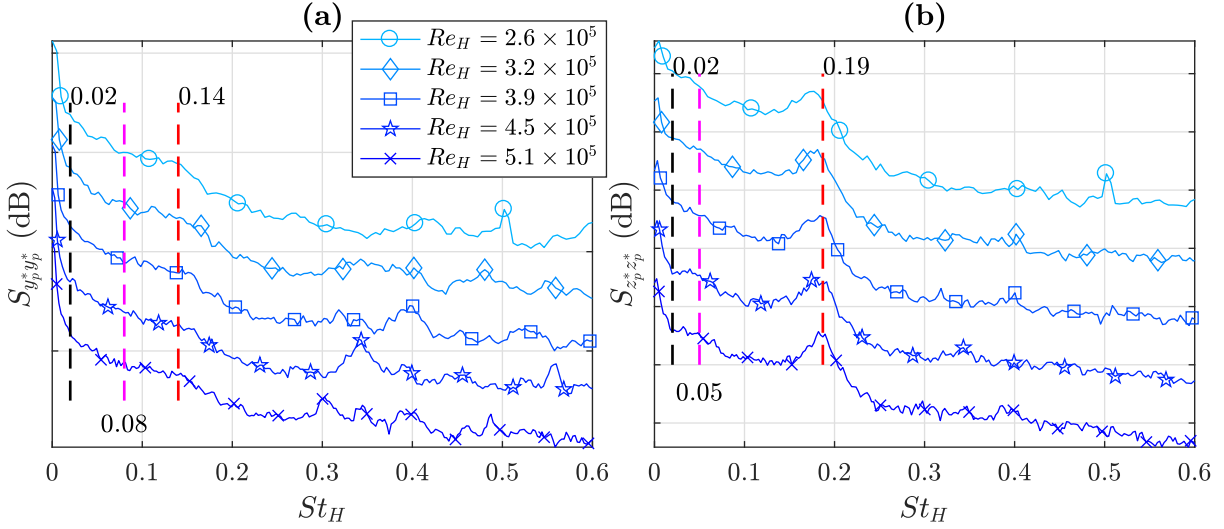 (a)
(b)
Re_H = 2.6 × 10^5
Re_H = 3.2 × 10^5
Re_H = 3.9 × 10^5
Re_H = 4.5 × 10^5
Re_H = 5.1 × 10^5
0.02
0.14
0.08
S_{y_p^* y_p^*} (dB)
0
0.1
0.2
0.3
0.4
0.5
0.6
St_H
0.02
0.19
0.05
S_{z_p^* z_p^*} (dB)
0
0.1
0.2
0.3
0.4
0.5
0.6
St_H